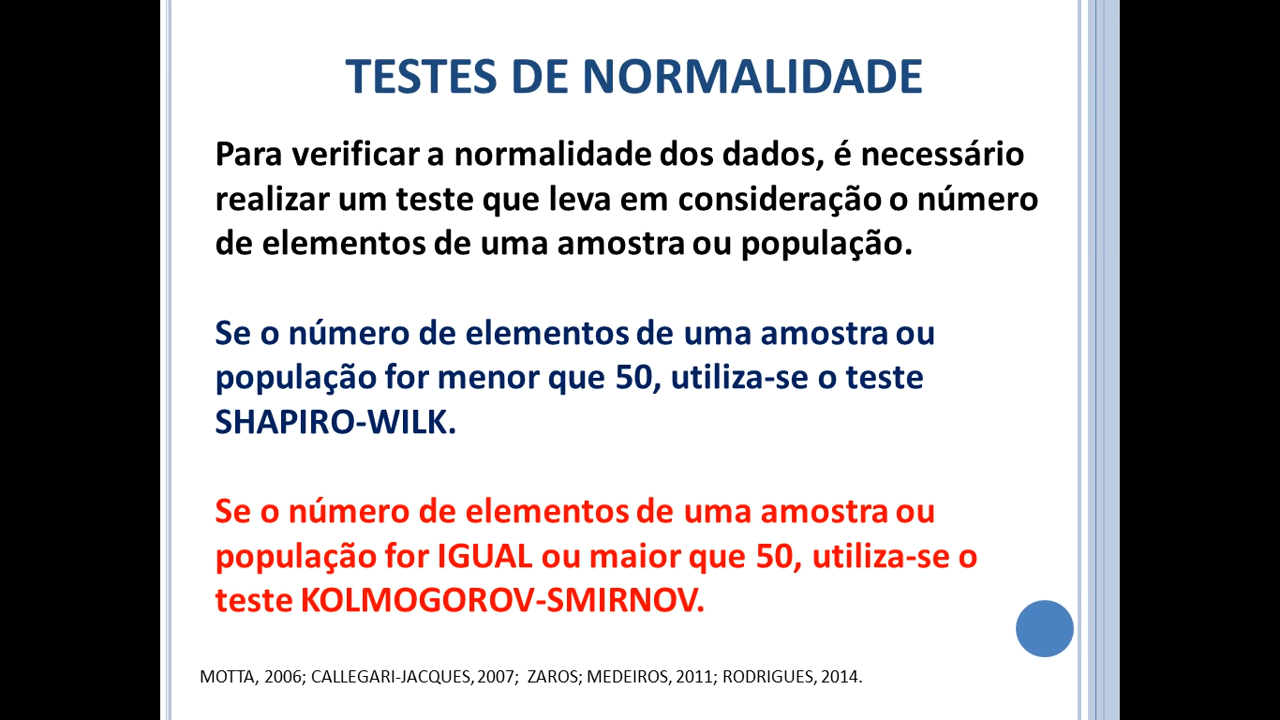 TESTES DE NORMALIDADE
Para verificar a normalidade dos dados, é necessário
realizar um teste que leva em consideração o número
de elementos de uma amostra ou população.
Se o número de elementos de uma amostra ou
população for menor que 50, utiliza-se o teste
SHAPIRO-WILK.
Se o número de elementos de uma amostra ou
população for IGUAL ou maior que 50, utiliza-se o
teste KOLMOGOROV-SMIRNOV.
MOTTA, 2006; CALLEGARI-JACQUES, 2007; ZAROS; MEDEIROS, 2011; RODRIGUES, 2014.